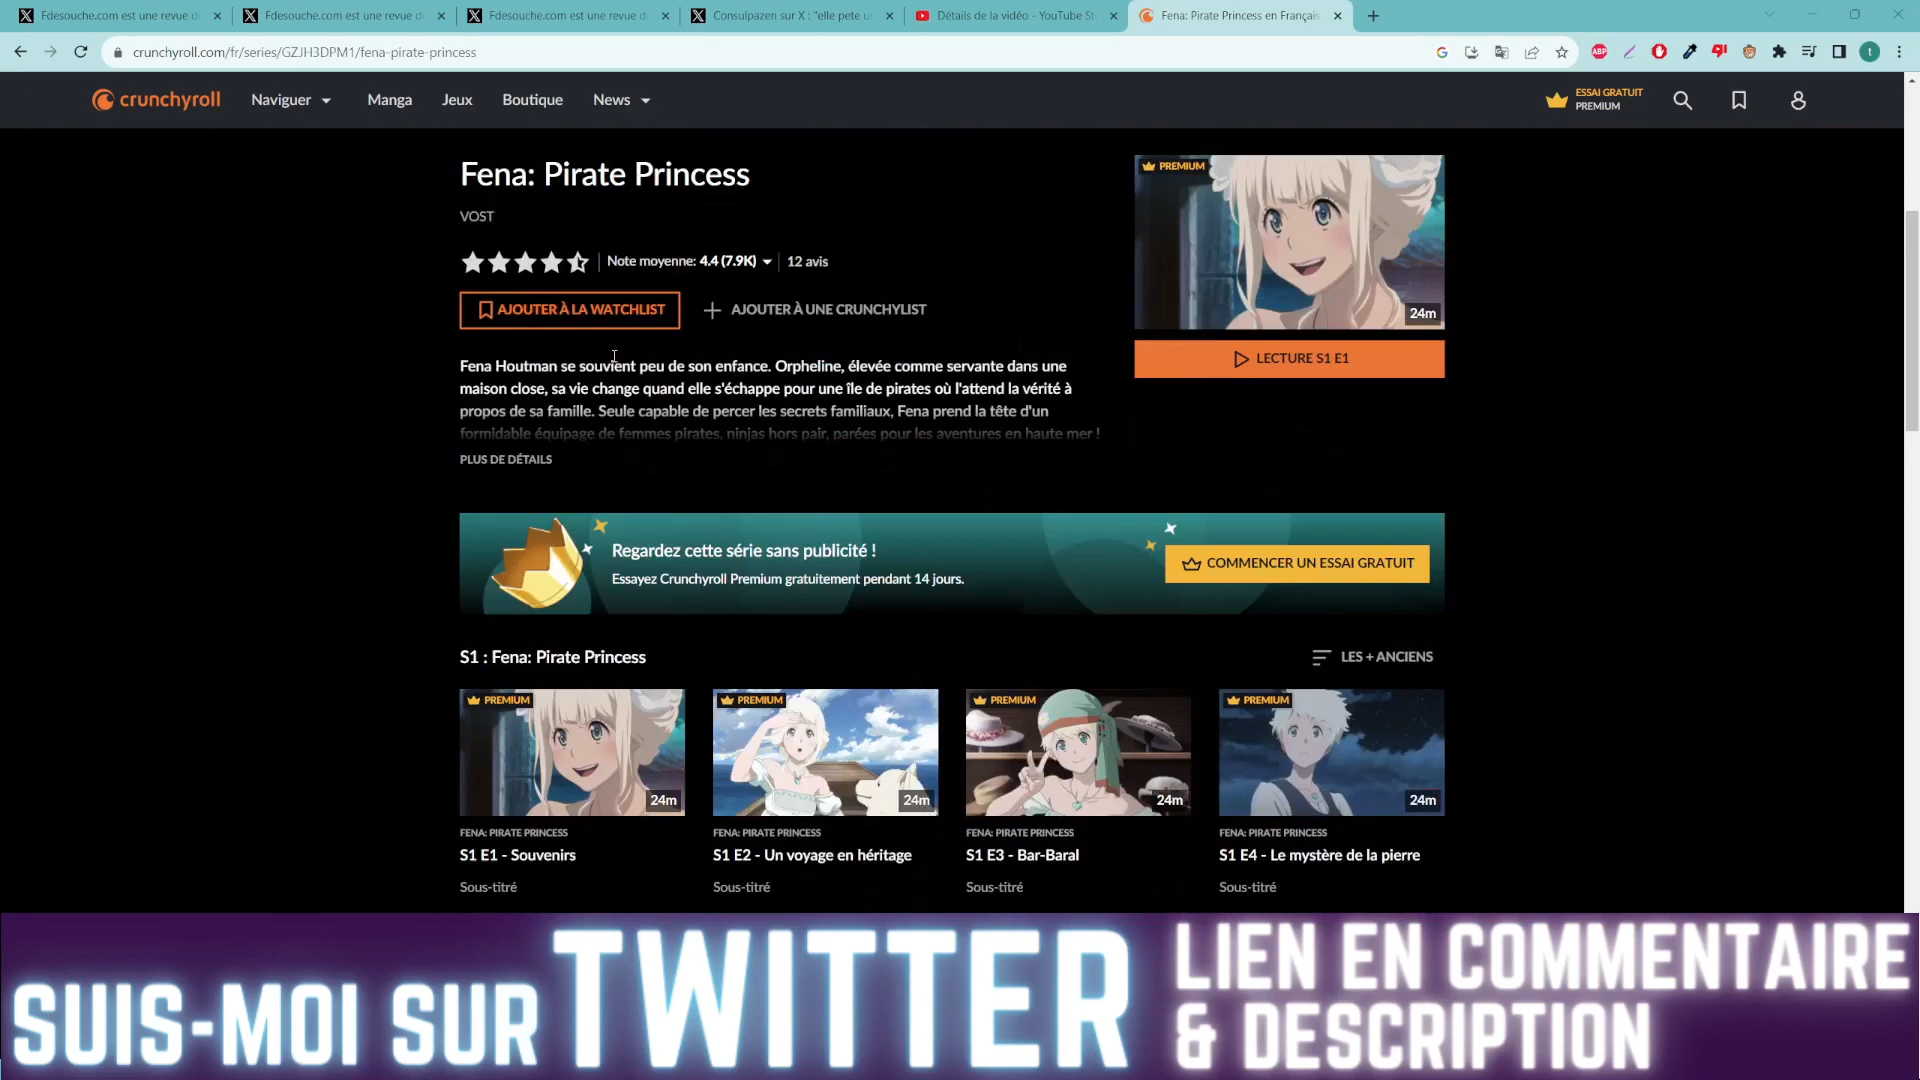 Fdesouche.com est une revue d
Fdesouche.com est une revue de
Fdesouche.com est une revue de
Consulpazen sur X : "elle pete u
Détails de la vidéo - YouTube St
Fena: Pirate Princess en Français
crunchyroll.com/fr/series/GZJH3DPM1/fena-pirate-princess
G
ABP
t
crunchyroll
Naviguer
Manga
Jeux
Boutique
News
ESSAI GRATUIT
PREMIUM
Fena: Pirate Princess
VOST
Note moyenne: 4.4 (7.9K)
12 avis
AJOUTER À LA WATCHLIST
AJOUTER À UNE CRUNCHYLIST
Fena Houtman se souvient peu de son enfance. Orpheline, élevée comme servante dans une
maison close, sa vie change quand elle s'échappe pour une île de pirates où l'attend la vérité à
propos de sa famille. Seule capable de percer les secrets familiaux, Fena prend la tête d'un
formidable équipage de femmes pirates, ninjas hors pair, parées pour les aventures en haute mer !
PLUS DE DÉTAILS
PREMIUM
24m
LECTURE S1 E1
Regardez cette série sans publicité !
Essayez Crunchyroll Premium gratuitement pendant 14 jours.
COMMENCER UN ESSAI GRATUIT
S1 : Fena: Pirate Princess
LES + ANCIENS
PREMIUM
24m
FENA: PIRATE PRINCESS
S1 E1 - Souvenirs
Sous-titré
PREMIUM
24m
FENA: PIRATE PRINCESS
S1 E2 - Un voyage en héritage
Sous-titré
PREMIUM
24m
FENA: PIRATE PRINCESS
S1 E3 - Bar-Baral
Sous-titré
PREMIUM
24m
FENA: PIRATE PRINCESS
S1 E4 - Le mystère de la pierre
Sous-titré
SUIS-MOI SUR
TWITTER
LIEN EN COMMENTAIRE
& DESCRIPTION